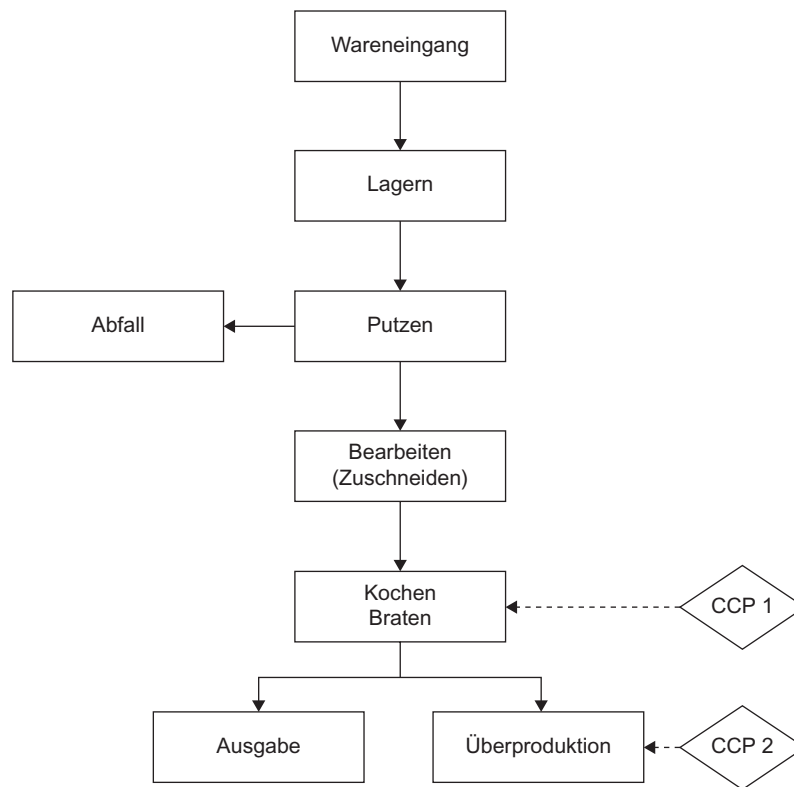 Wareneingang
Lagern
Abfall
Putzen
Bearbeiten
(Zuschneiden)
Kochen
Braten
CCP 1
Ausgabe
Überproduktion
CCP 2